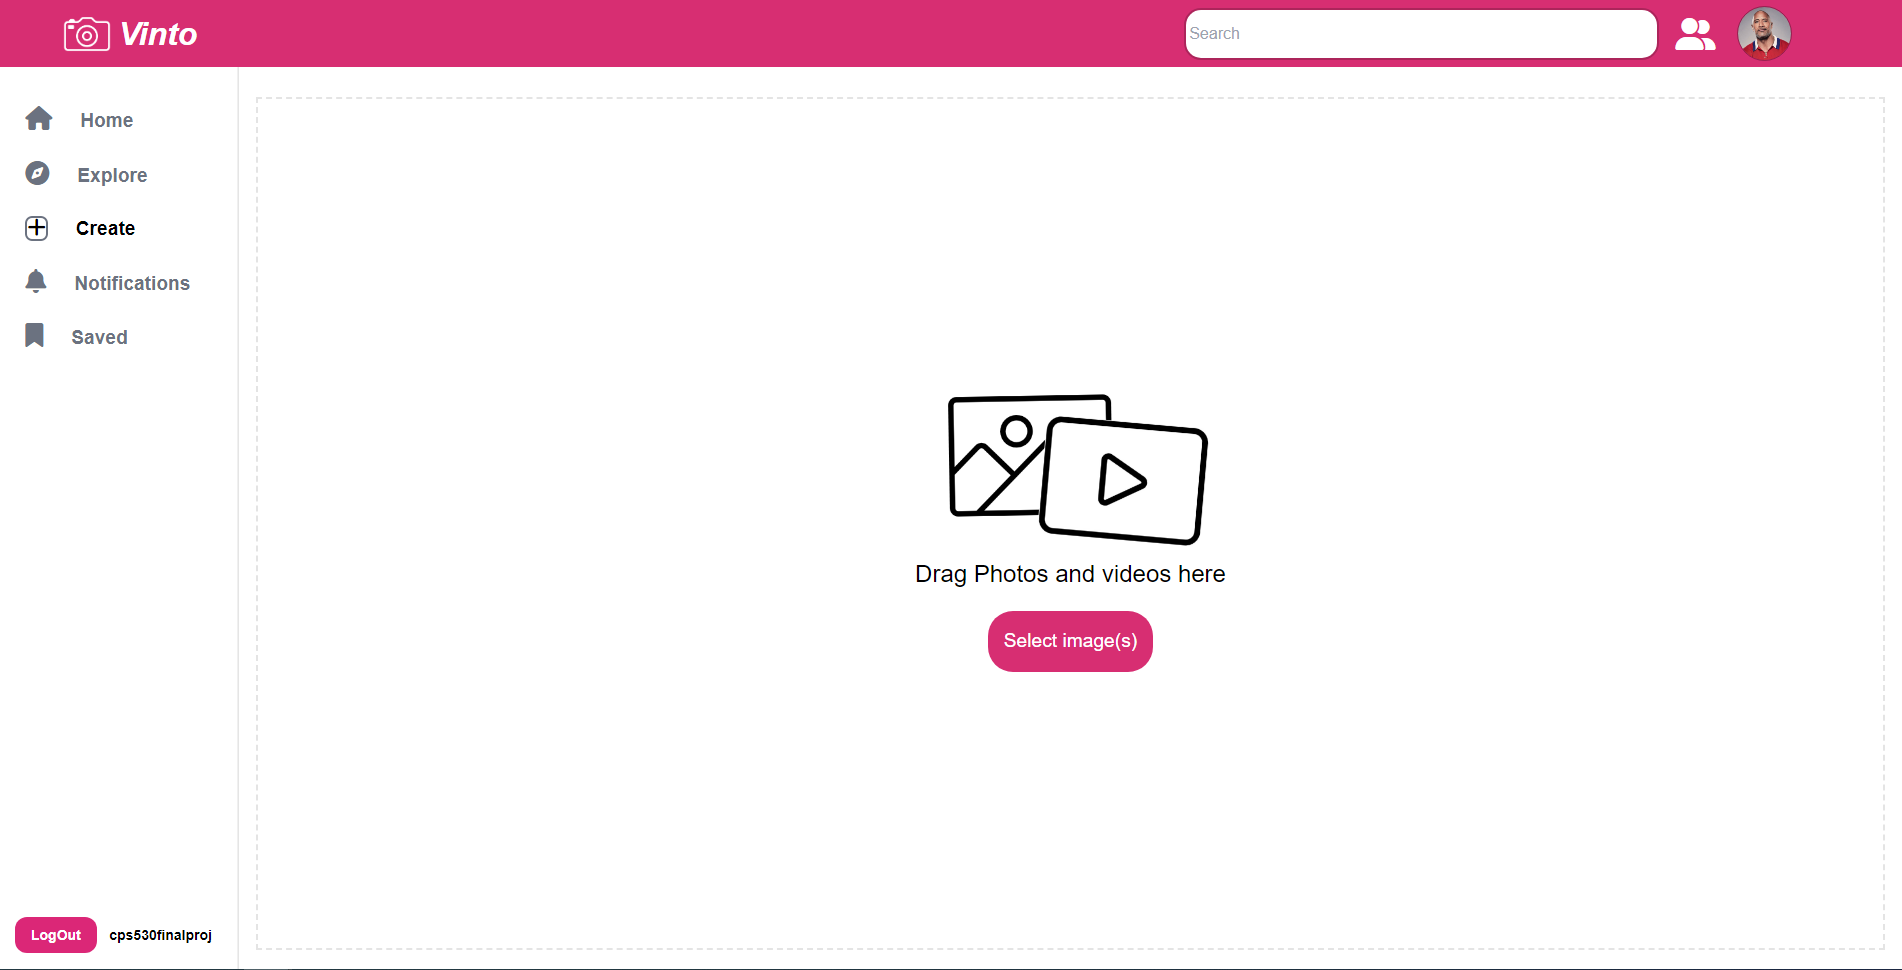 Vinto
Search
Home
Explore
Create
Notifications
Saved
Drag Photos and videos here
Select image(s)
LogOut cps530finalproj